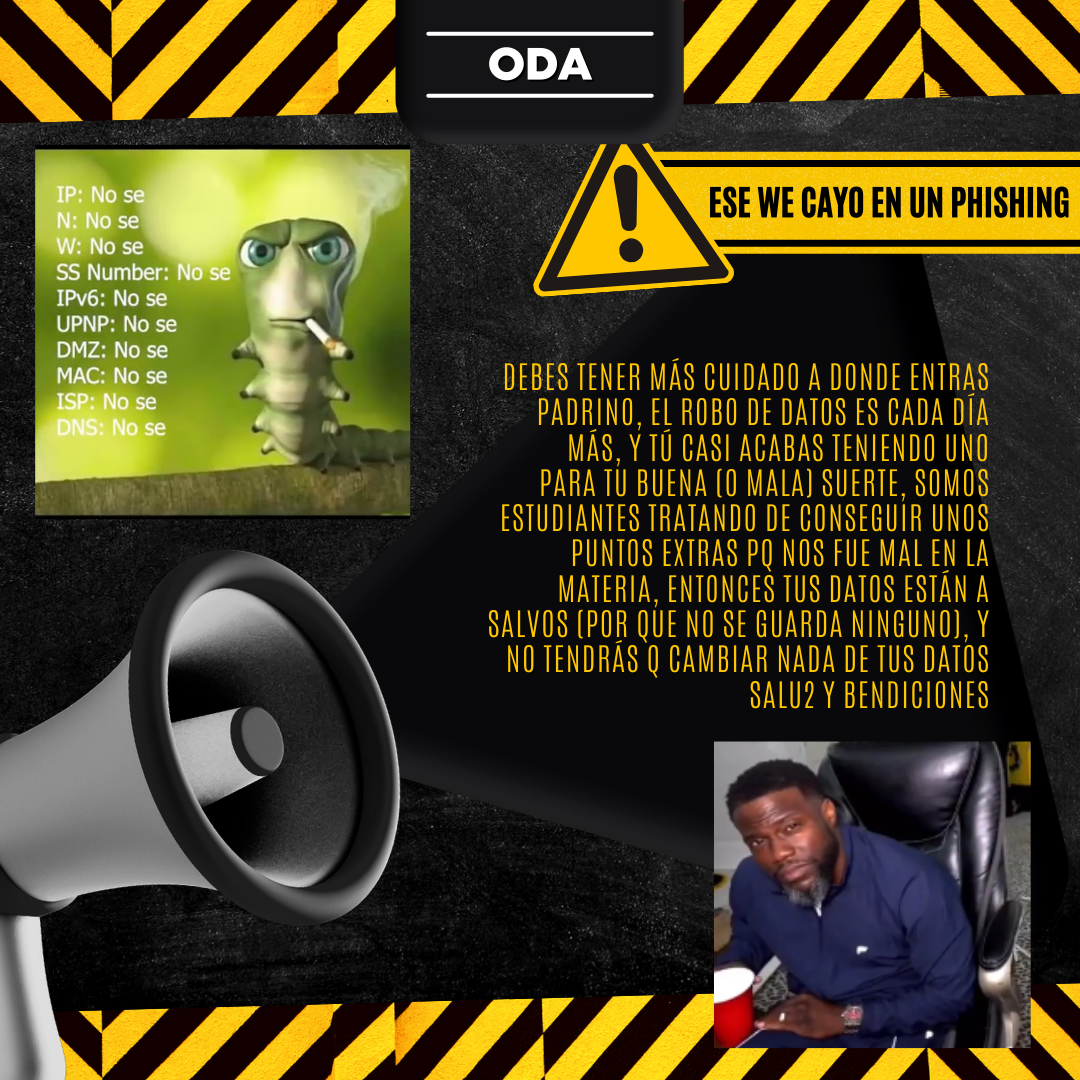 ODA
IP: No se
N: No se
W: No se
SS Number: No se
IPv6: No se
UPNP: No se
DMZ: No se
MAC: No se
ISP: No se
DNS: No se
ESE WE CAYO EN UN PHISHING
DEBES TENER MÁS CUIDADO A DONDE ENTRAS
PADRINO, EL ROBO DE DATOS ES CADA DÍA
MÁS, Y TÚ CASI ACABAS TENIENDO UNO
PARA TU BUENA (O MALA) SUERTE, SOMOS
ESTUDIANTES TRATANDO DE CONSEGUIR UNOS
PUNTOS EXTRAS PQ NOS FUE MAL EN LA
MATERIA, ENTONCES TUS DATOS ESTÁN A
SALVOS (POR QUE NO SE GUARDA NINGUNO), Y
NO TENDRÁS Q CAMBIAR NADA DE TUS DATOS
SALU2 Y BENDICIONES